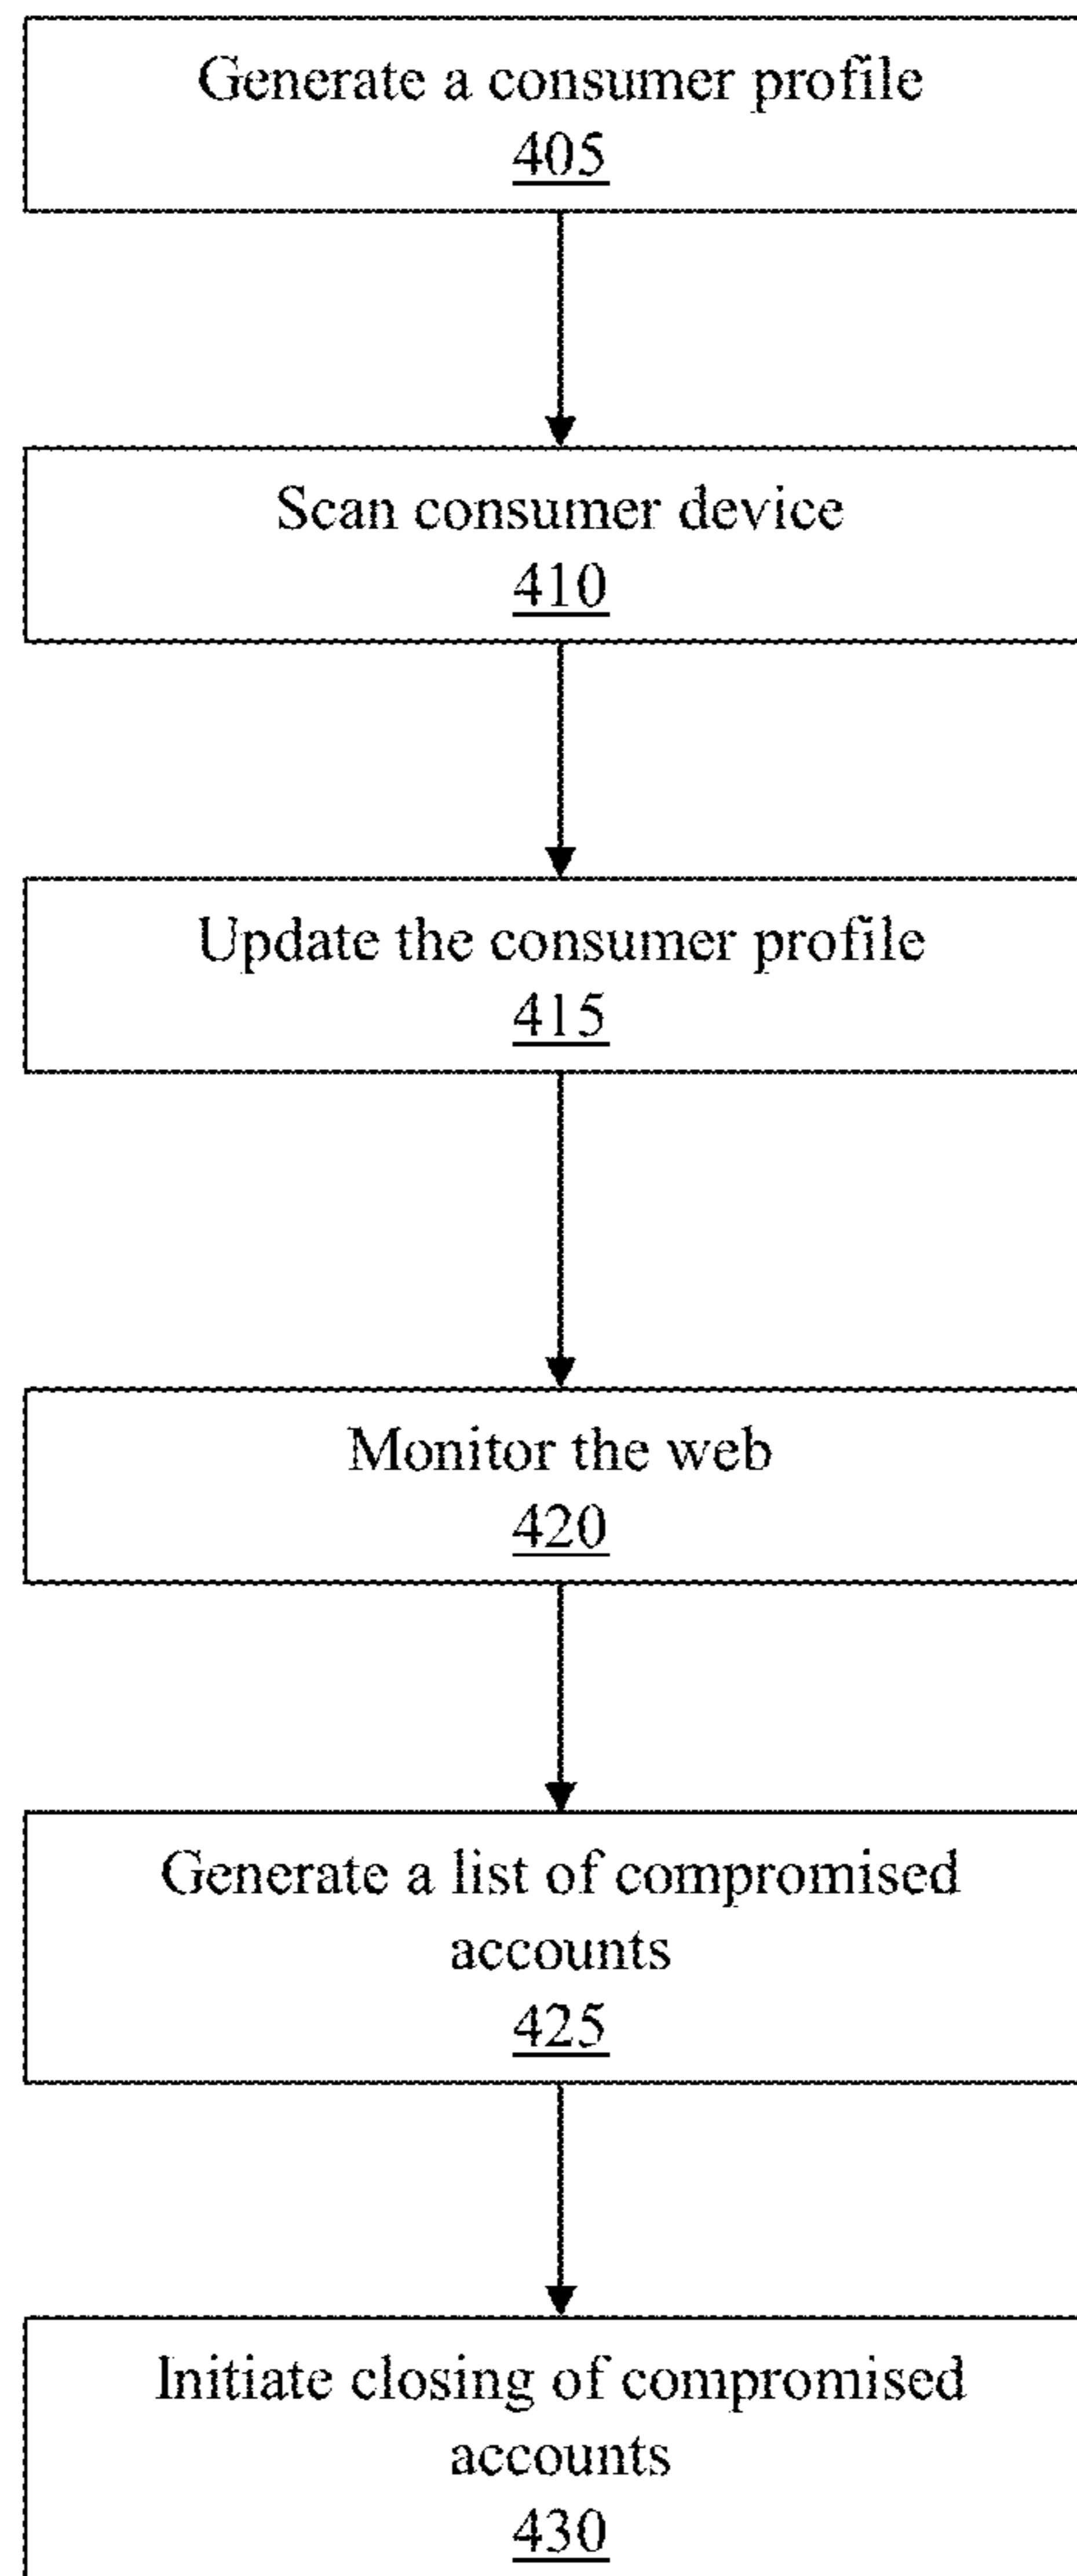 Generate a consumer profile
405
Scan consumer device
410
Update the consumer profile
415
Monitor the web
420
Generate a list of compromised
accounts
425
Initiate closing of compromised
accounts
430